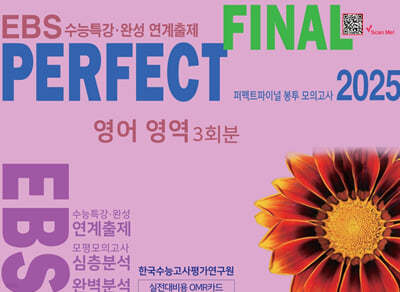 EBS 수능특강·완성 연계출제
FINAL
Scan Me!
PERFECT
퍼펙트파이널 봉투 모의고사 2025
영어 영역 3회분
EBS
수능특강·완성
연계출제
모평모의고사
심층분석
완벽분석
한국수능고사평가연구원
실전대비용 OMR카드